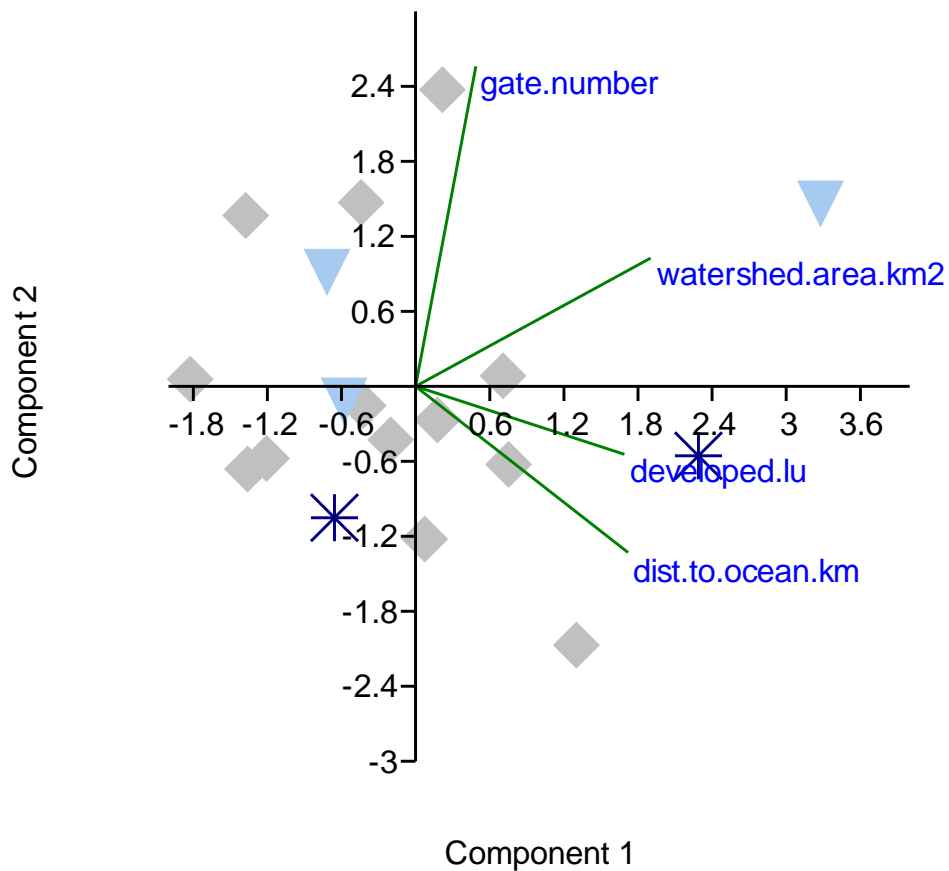 2.4
gate.number
1.8
1.2
watershed.area.km2
0.6
Component 2
-1.8 -1.2 -0.6 0.6 1.2 1.8 2.4 3 3.6
-0.6
developed.lu
-1.2
dist.to.ocean.km
-1.8
-2.4
-3
Component 1